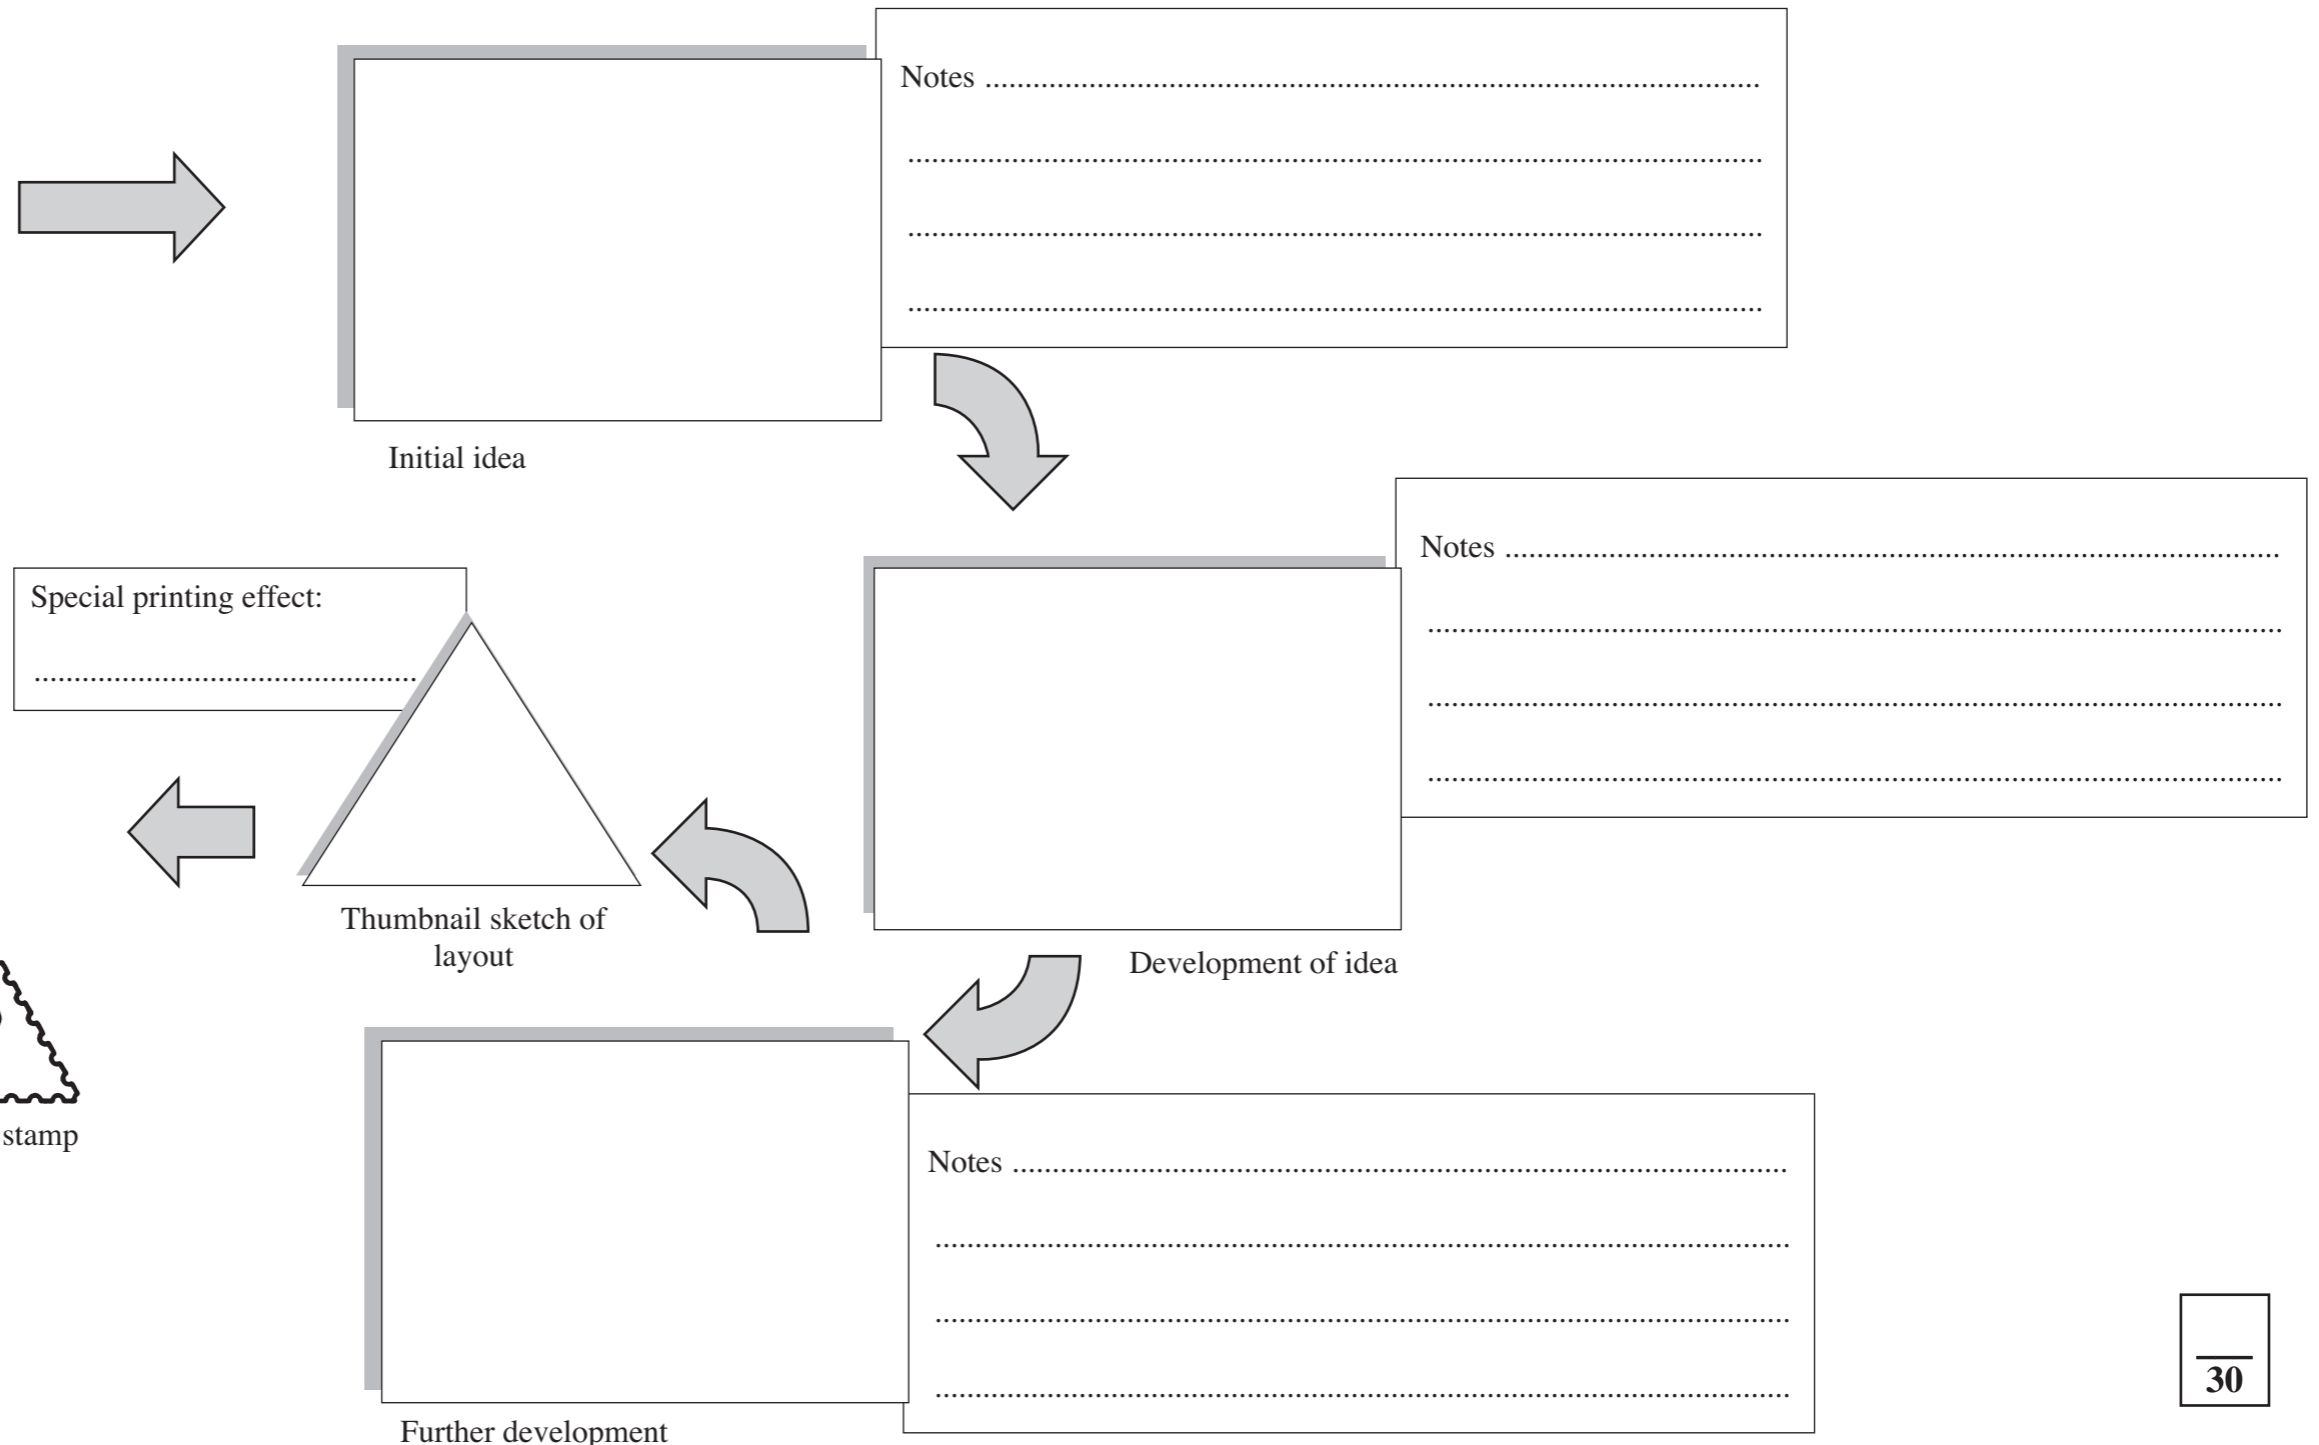 Notes ................................................................................................
..........................................................................................................
..........................................................................................................
..........................................................................................................
Initial idea
Notes ................................................................................................
..........................................................................................................
..........................................................................................................
..........................................................................................................
Special printing effect:
................................................
Thumbnail sketch of
layout
Development of idea
stamp
Notes ................................................................................................
..........................................................................................................
..........................................................................................................
..........................................................................................................
30
Further development